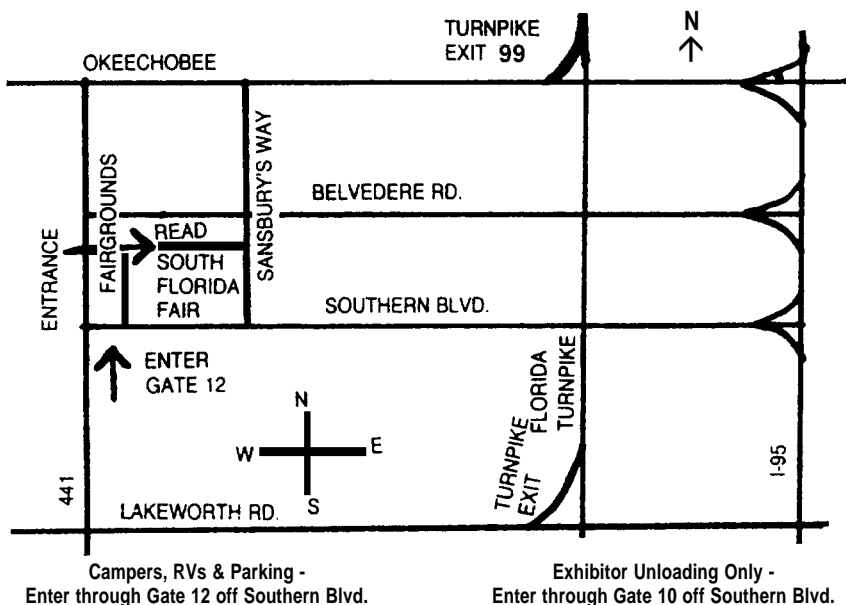 TURNPIKE
EXIT 99
N
OKEECHOBEE
SANSBURY'S WAY
FAIRGROUNDS
ENTRANCE
BELVEDERE RD.
READ
SOUTH
FLORIDA
FAIR
SOUTHERN BLVD.
ENTER
GATE 12
N
W
E
S
FLORIDA
TURNPIKE
TURNPIKE
EXIT
I-95
441
LAKEWORTH RD.
Campers, RVs & Parking -
Enter through Gate 12 off Southern Blvd.
Exhibitor Unloading Only -
Enter through Gate 10 off Southern Blvd.